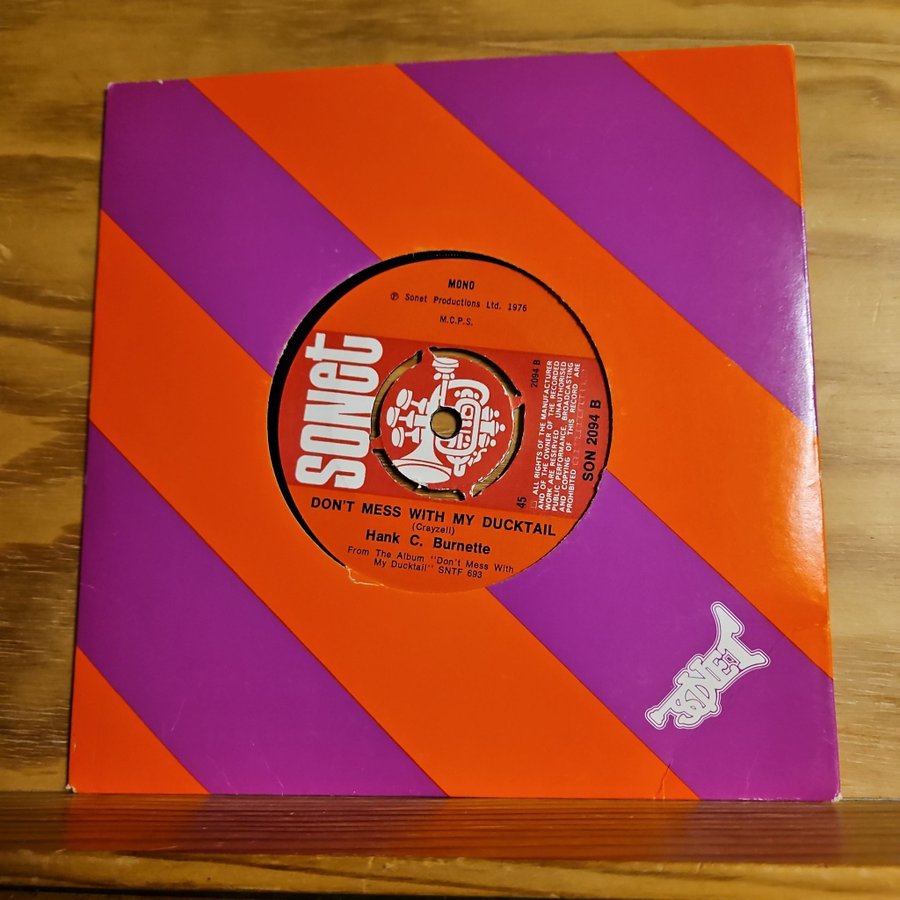 MONO
℗ Sonet Productions Ltd. 1976
M.C.P.S.
sonet
2094 B
ALL RIGHTS OF THE MANUFACTURER
AND OF THE OWNER OF THE RECORDED
WORK ARE RESERVED UNAUTHORISED
PUBLIC PERFORMANCE, BROADCASTING
AND COPYING OF THIS RECORD ARE
PROHIBITED
45
SON 2094 B
DON'T MESS WITH MY DUCKTAIL
(Crayzell)
Hank C. Burnette
From The Album "Don't Mess With
My Ducktail" SNTF 693
SONET